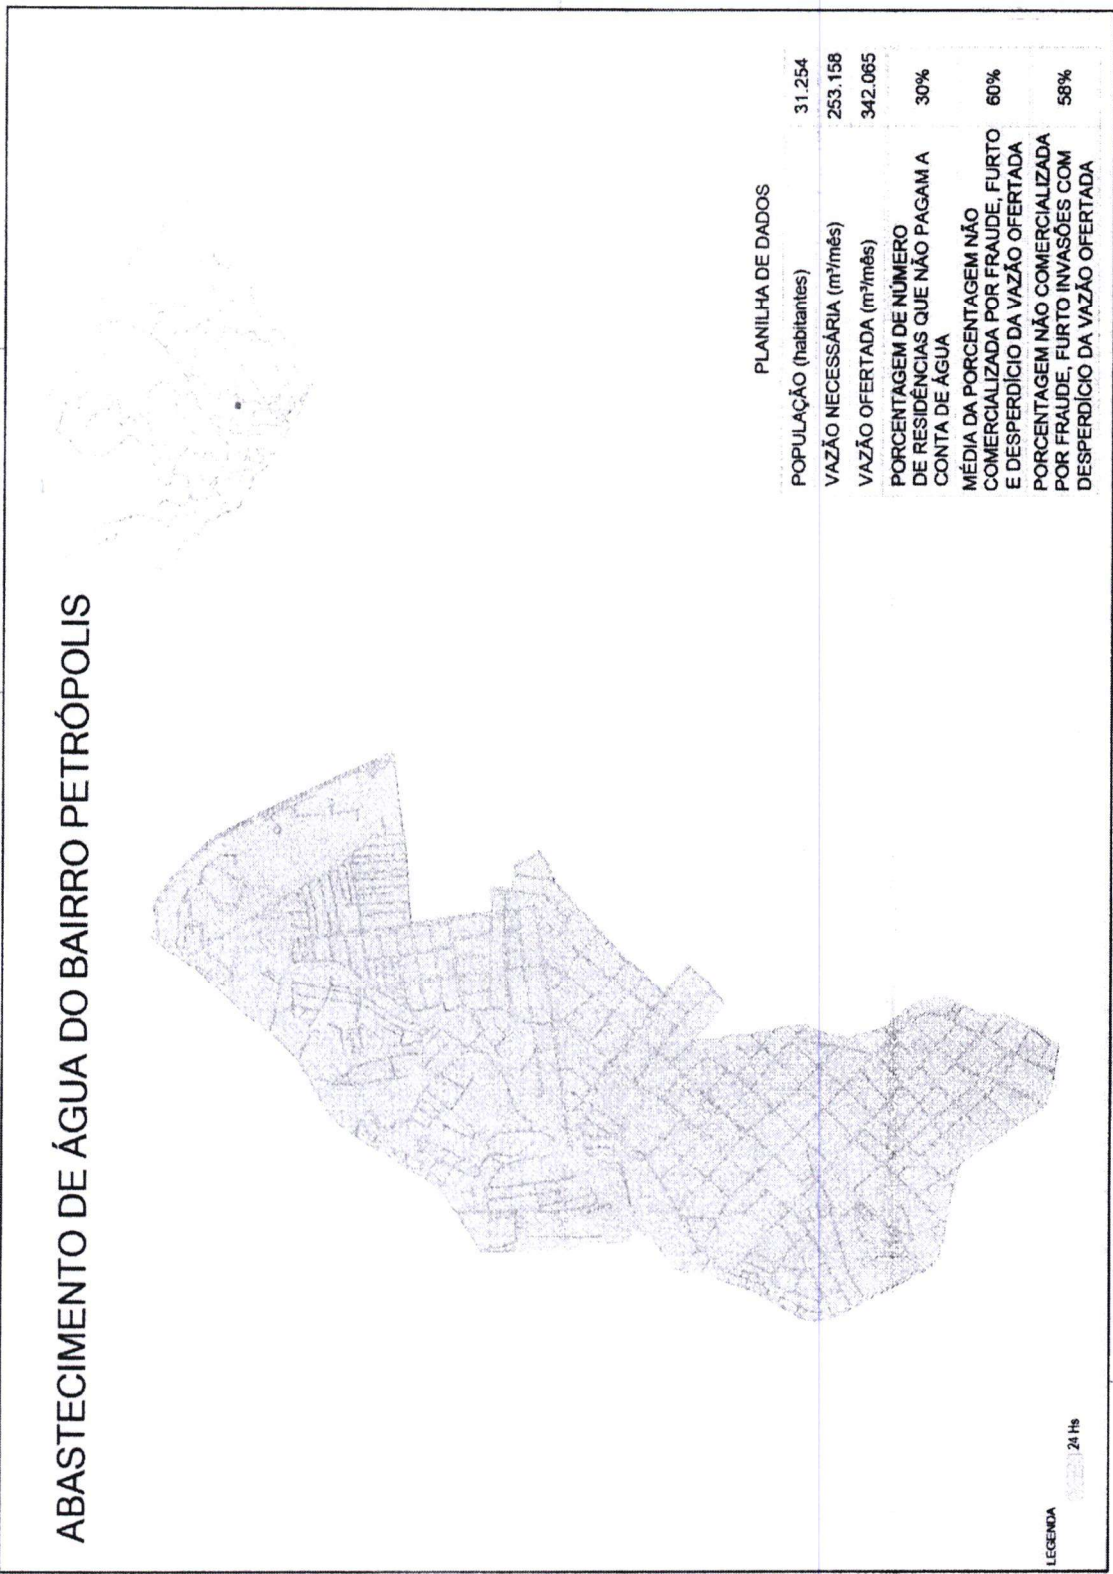 ABASTECIMENTO DE ÁGUA DO BAIRRO PETRÓPOLIS
PLANILHA DE DADOS
POPULAÇÃO (habitantes) 31.254
VAZÃO NECESSÁRIA (m³/mês) 253.158
VAZÃO OFERTADA (m³/mês) 342.065
PORCENTAGEM DE NÚMERO
DE RESIDÊNCIAS QUE NÃO PAGAM A 30%
CONTA DE ÁGUA
MÉDIA DA PORCENTAGEM NÃO
COMERCIALIZADA POR FRAUDE, FURTO 60%
E DESPERDÍCIO DA VAZÃO OFERTADA
PORCENTAGEM NÃO COMERCIALIZADA
POR FRAUDE, FURTO INVASÕES COM 58%
DESPERDÍCIO DA VAZÃO OFERTADA
LEGENDA
24 Hs